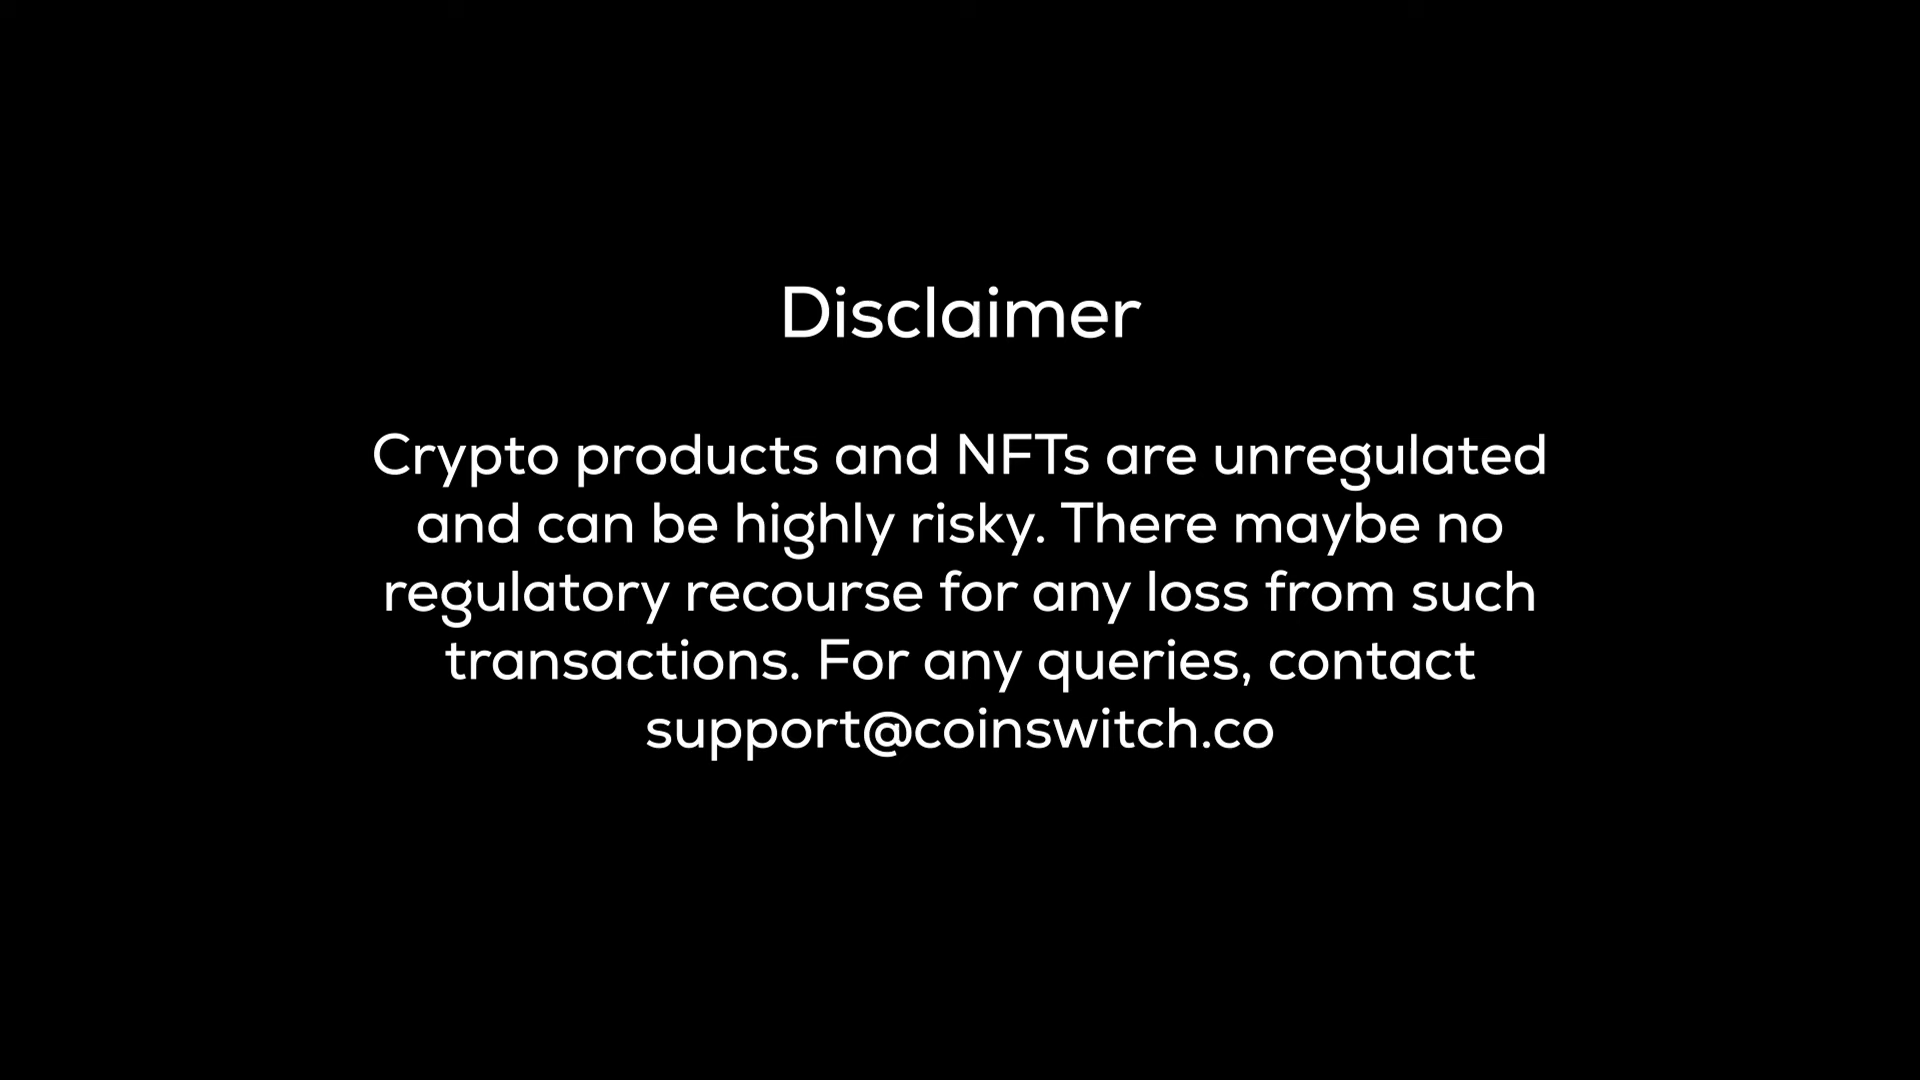 Disclaimer
Crypto products and NFTs are unregulated
and can be highly risky. There maybe no
regulatory recourse for any loss from such
transactions. For any queries, contact
support@coinswitch.co